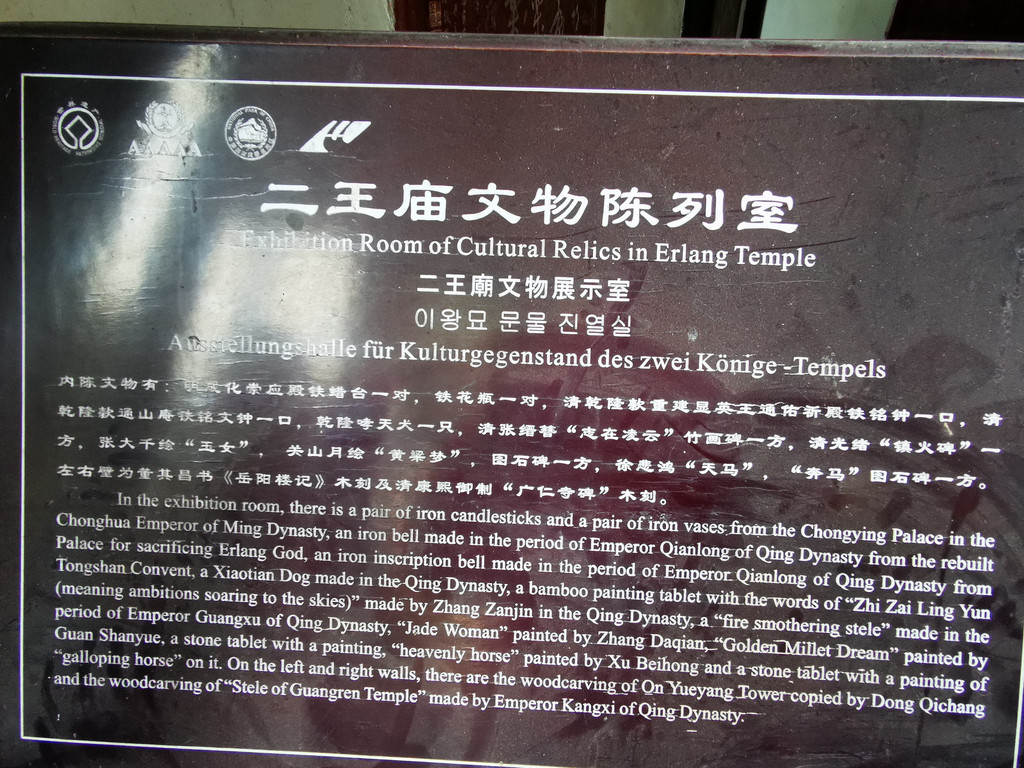 AAAAA
二王庙文物陈列室
Exhibition Room of Cultural Relics in Erlang Temple
二王廟文物展示室
이왕묘 문물 진열실
Ausstellungshalle für Kulturgegenstand des zwei Könige -Tempels
内陈文物有：明成化崇应殿铁蜡台一对，铁花瓶一对，清乾隆款重建显英王通佑祈殿铁铭钟一口，清
乾隆款通山庵铁铭文钟一口，乾隆哮天犬一只，清张缙簪“志在凌云”竹画碑一方，清光绪“镇火碑”一
方，张大千绘“玉女”，关山月绘“黄粱梦”，图石碑一方，徐悲鸿“天马”，“奔马”图石碑一方。
左右壁为董其昌书《岳阳楼记》木刻及清康熙御制“广仁寺碑”木刻。
In the exhibition room, there is a pair of iron candlesticks and a pair of iron vases from the Chongying Palace in the
Chonghua Emperor of Ming Dynasty, an iron bell made in the period of Emperor Qianlong of Qing Dynasty from the rebuilt
Palace for sacrificing Erlang God, an iron inscription bell made in the period of Emperor Qianlong of Qing Dynasty from
Tongshan Convent, a Xiaotian Dog made in the Qing Dynasty, a bamboo painting tablet with the words of “Zhi Zai Ling Yun
(meaning ambitions soaring to the skies)” made by Zhang Zanjin in the Qing Dynasty, a “fire smothering stele” made in the
period of Emperor Guangxu of Qing Dynasty, “Jade Woman” painted by Zhang Daqian, “Golden Millet Dream” painted by
Guan Shanyue, a stone tablet with a painting, “heavenly horse” painted by Xu Beihong and a stone tablet with a painting of
“galloping horse” on it. On the left and right walls, there are the woodcarving of On Yueyang Tower copied by Dong Qichang
and the woodcarving of “Stele of Guangren Temple” made by Emperor Kangxi of Qing Dynasty.